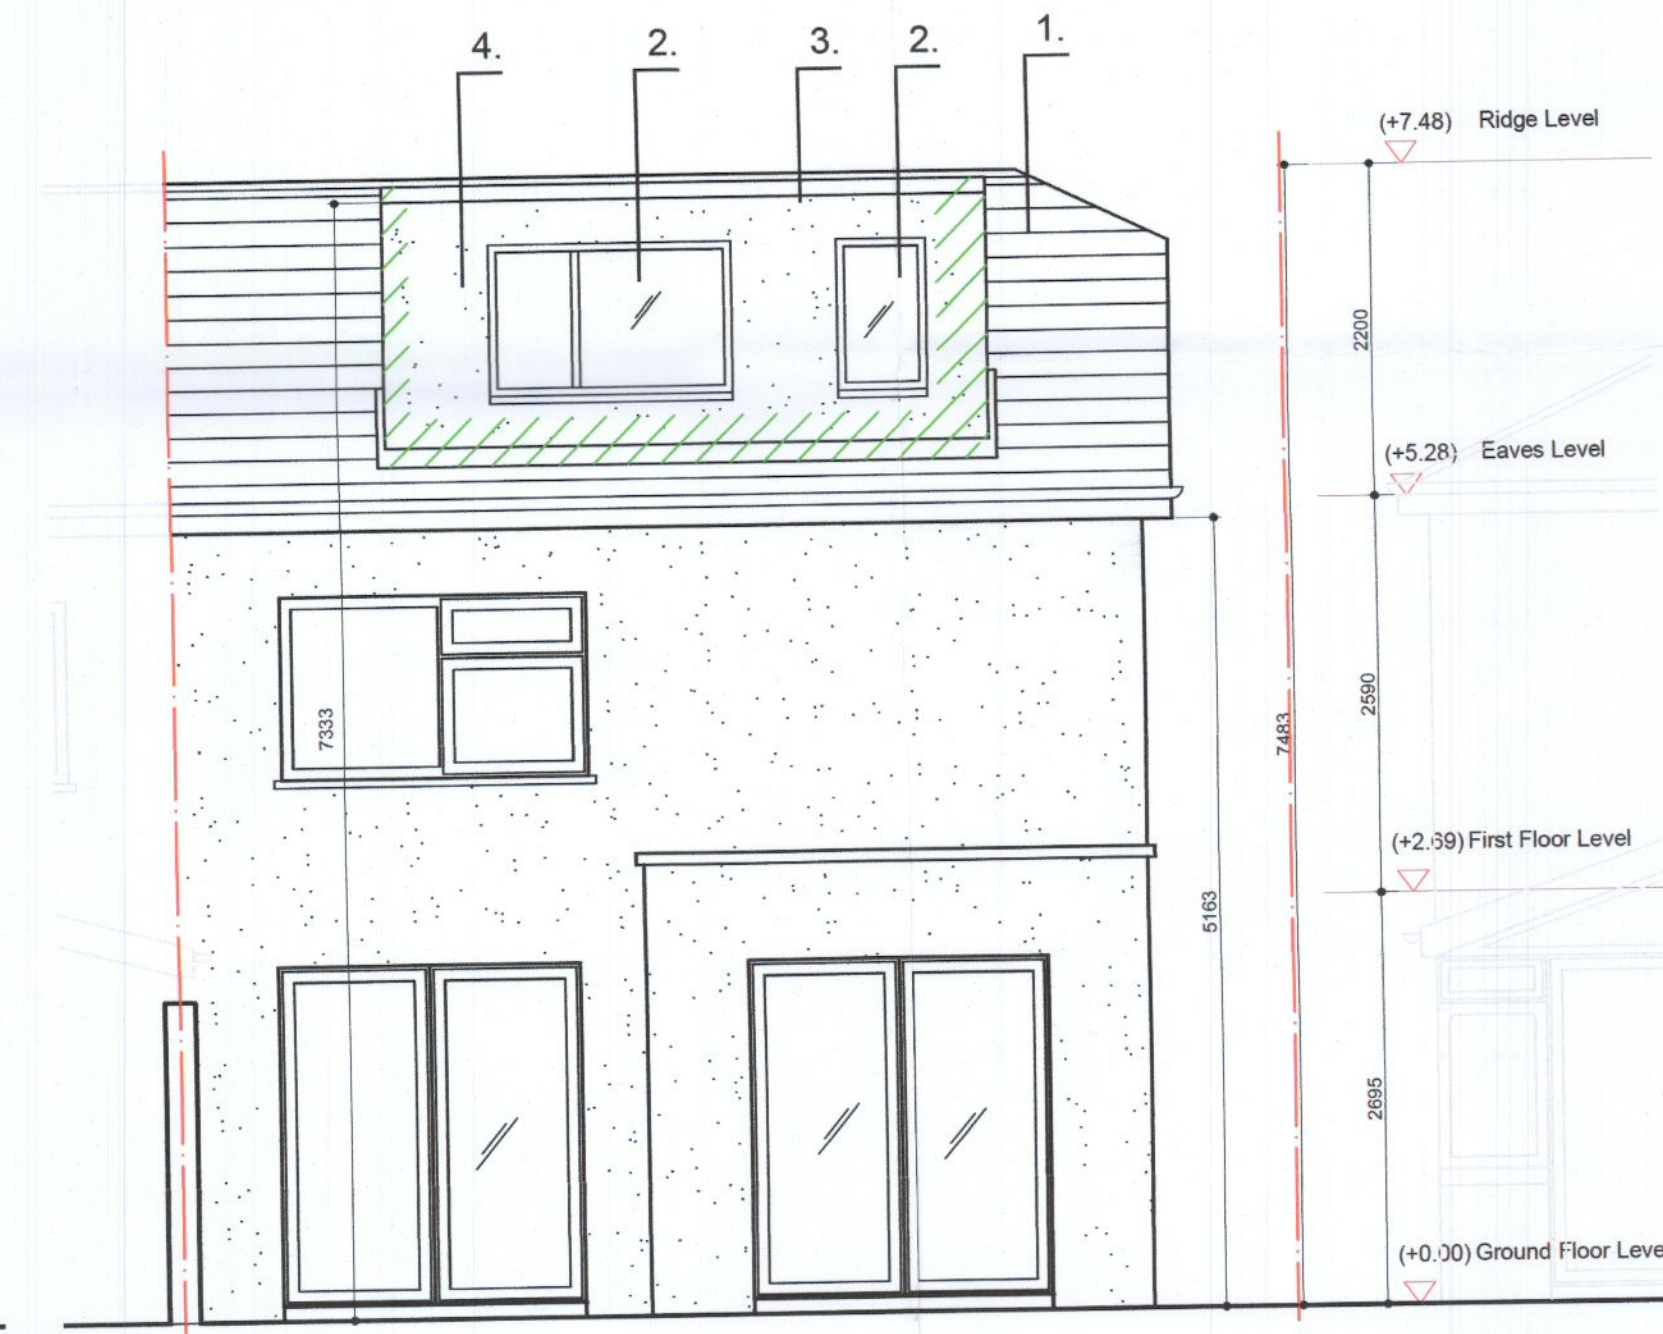 4. 2. 3. 2. 1.
(+7.48) Ridge Level
2200
(+5.28) Eaves Level
2590
7333
7483
(+2.69) First Floor Level
5163
2695
(+0.00) Ground Floor Leve